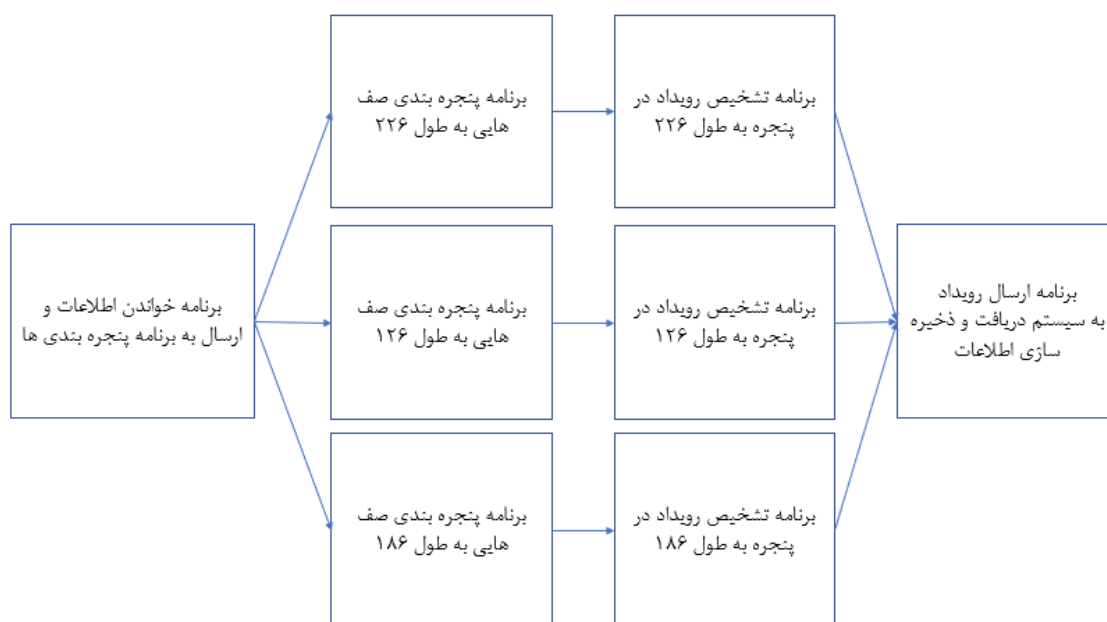 برنامه پنجره بندی صف
هایی به طول ۲۲۶
برنامه تشخیص رویداد در
پنجره به طول ۲۲۶
برنامه خواندن اطلاعات و
ارسال به برنامه پنجره بندی ها
برنامه پنجره بندی صف
هایی به طول ۱۲۶
برنامه تشخیص رویداد در
پنجره به طول ۱۲۶
برنامه ارسال رویداد
به سیستم دریافت و ذخیره
سازی اطلاعات
برنامه پنجره بندی صف
هایی به طول ۱۸۶
برنامه تشخیص رویداد در
پنجره به طول ۱۸۶